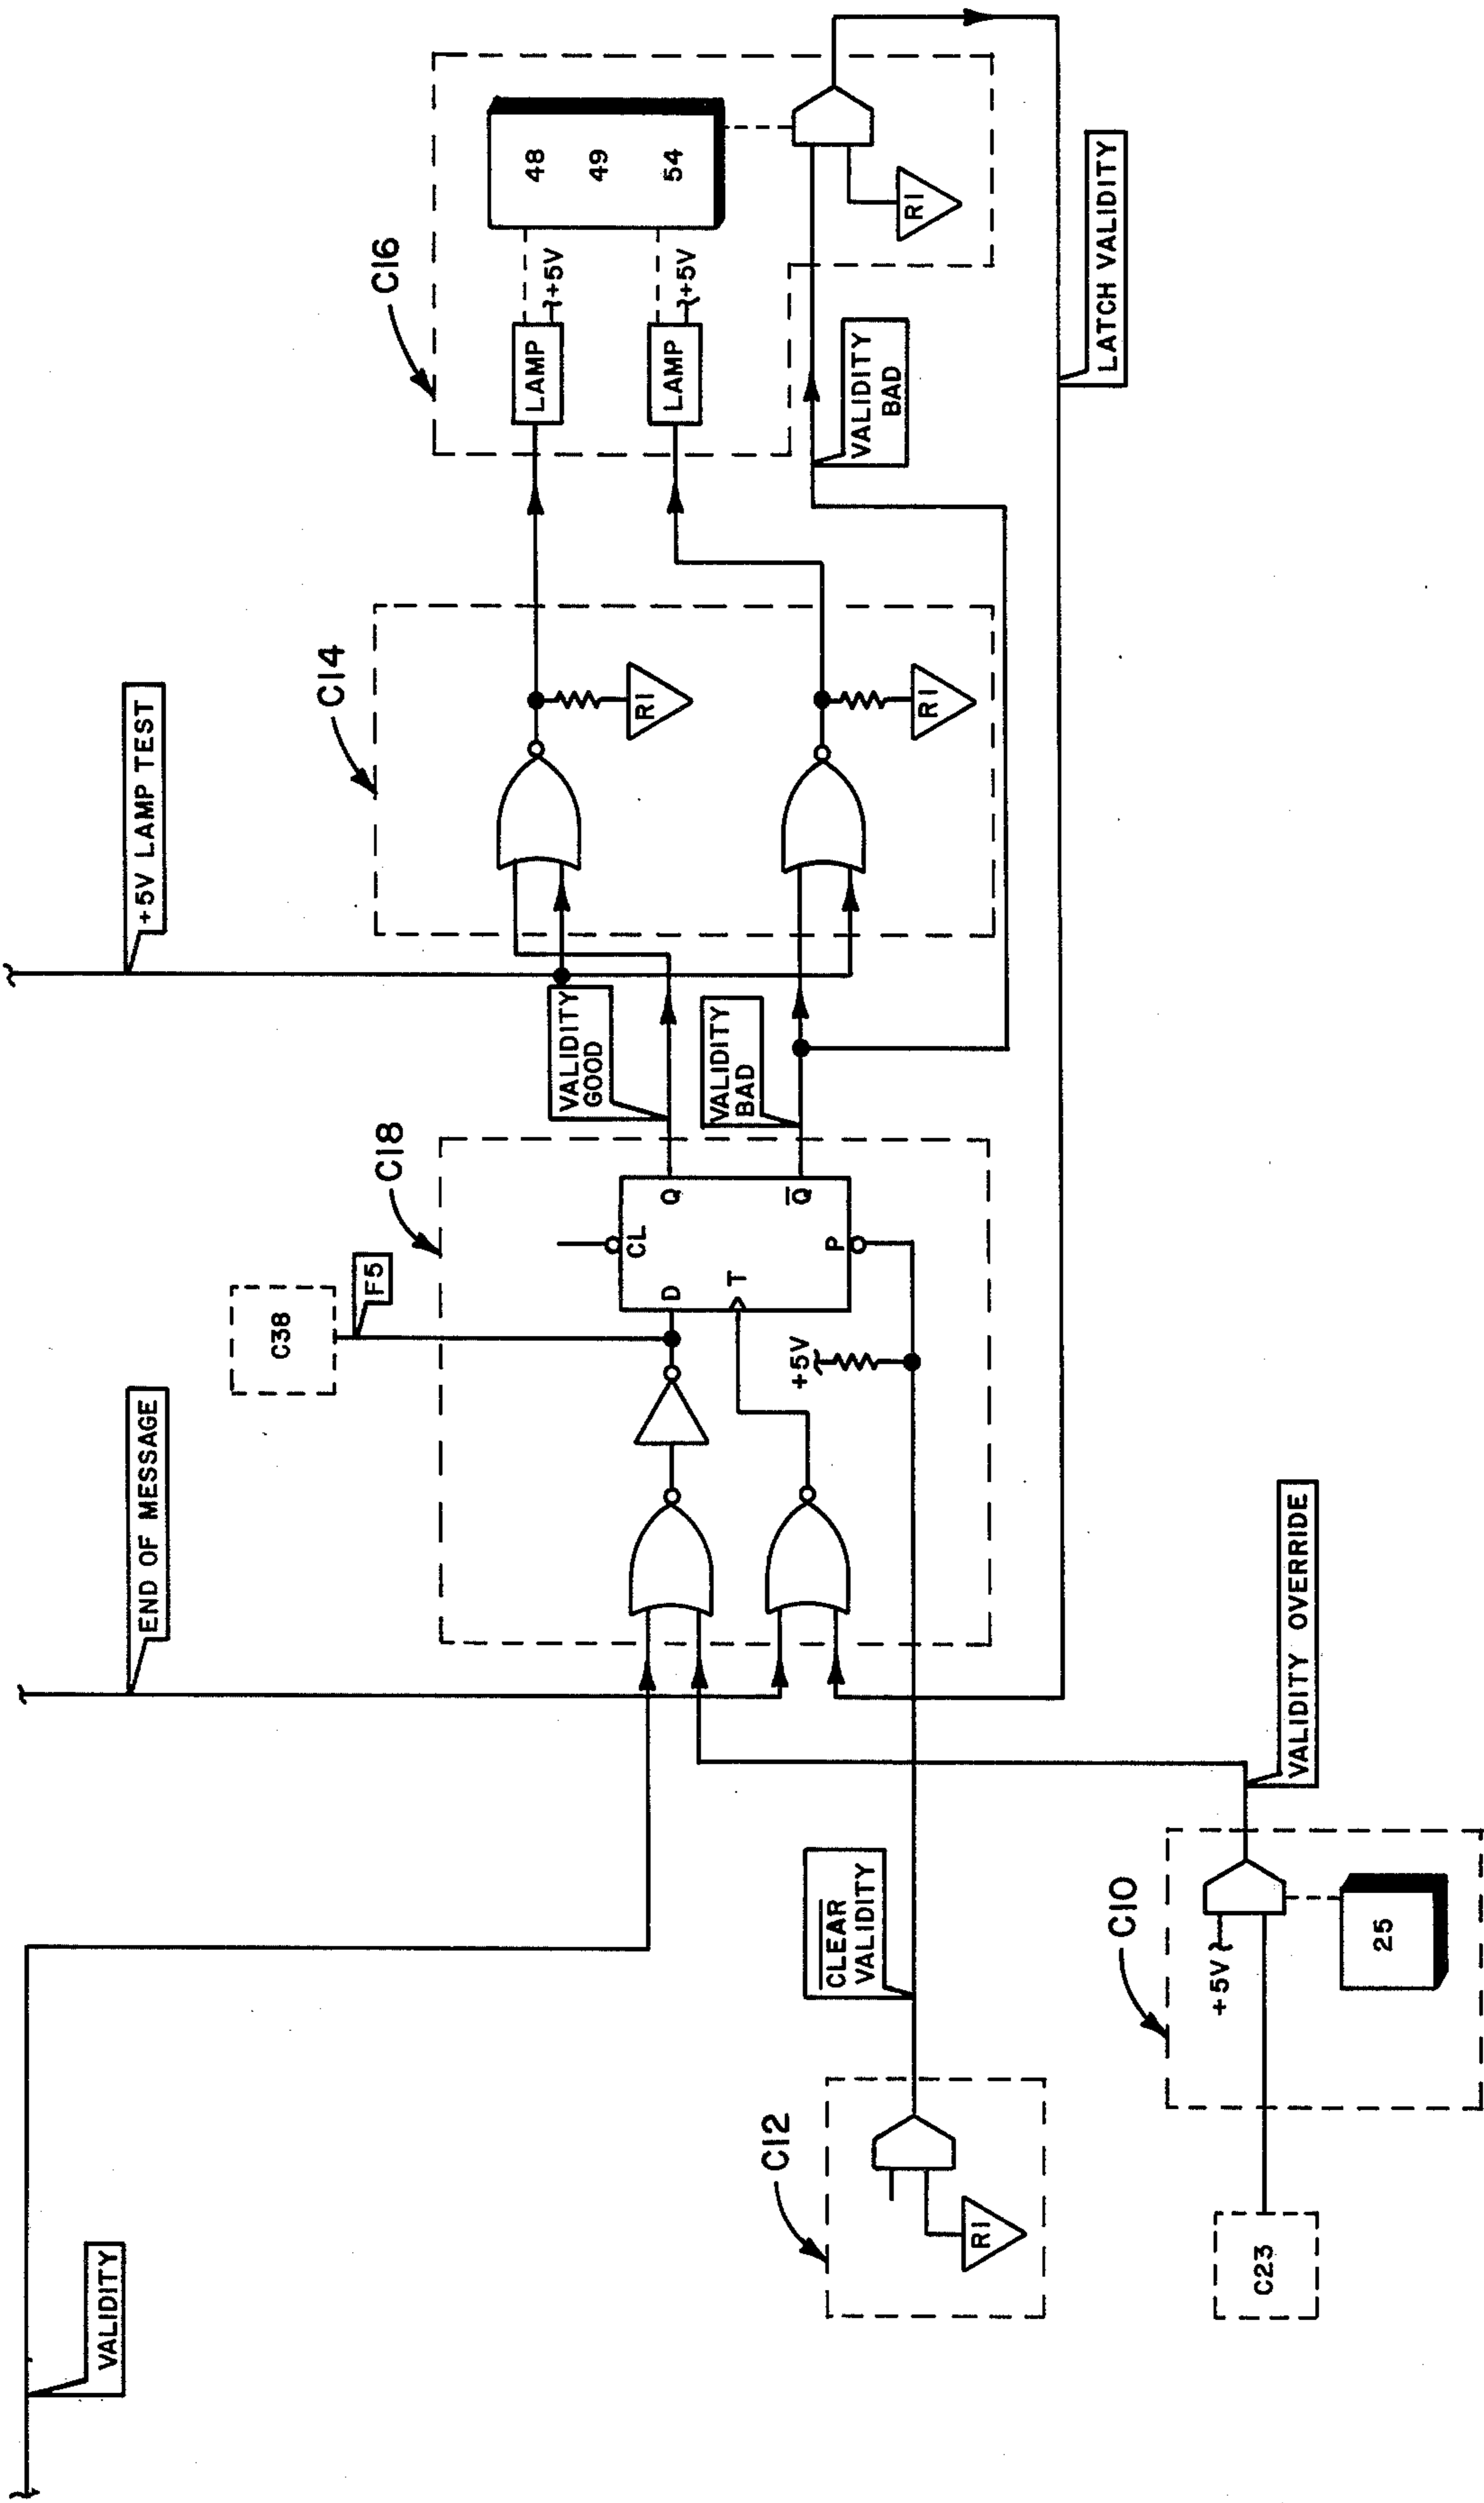 VALIDITY
END OF MESSAGE
+5V LAMP TEST
C38
F5
C18
C14
C16
D
CL
Q
T
P
Q̅
+5V
VALIDITY
GOOD
VALIDITY
BAD
R1
R1
LAMP
+5V
LAMP
+5V
48
49
54
VALIDITY
BAD
R1
LATCH VALIDITY
C12
R1
C̅L̅E̅A̅R̅
VALIDITY
C10
+5V
25
C23
VALIDITY OVERRIDE